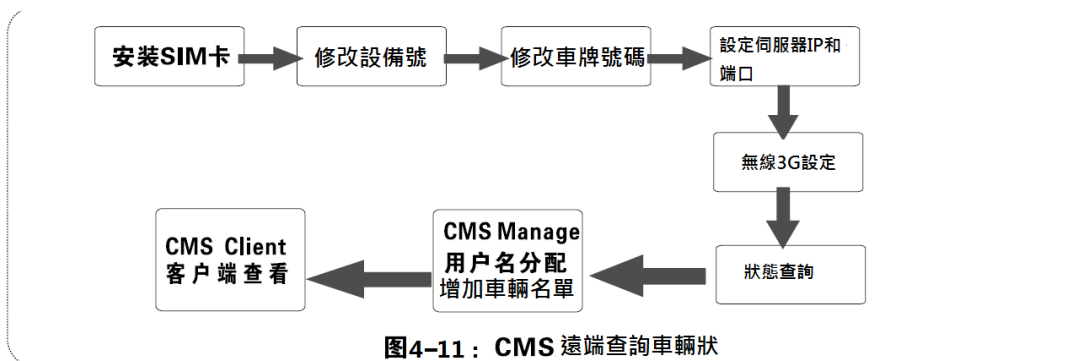 安装SIM卡
修改設備號
修改車牌號碼
設定伺服器IP和
端口
無線3G設定
狀態查詢
CMS Manage
用户名分配
增加車輛名單
CMS Client
客户端查看
图4-11：CMS 遠端查詢車輛狀